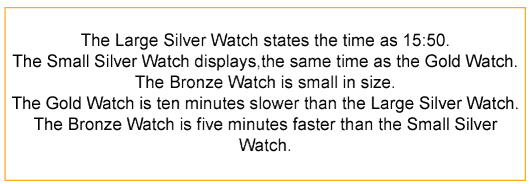 The Large Silver Watch states the time as 15:50.
The Small Silver Watch displays,the same time as the Gold Watch.
The Bronze Watch is small in size.
The Gold Watch is ten minutes slower than the Large Silver Watch.
The Bronze Watch is five minutes faster than the Small Silver
Watch.